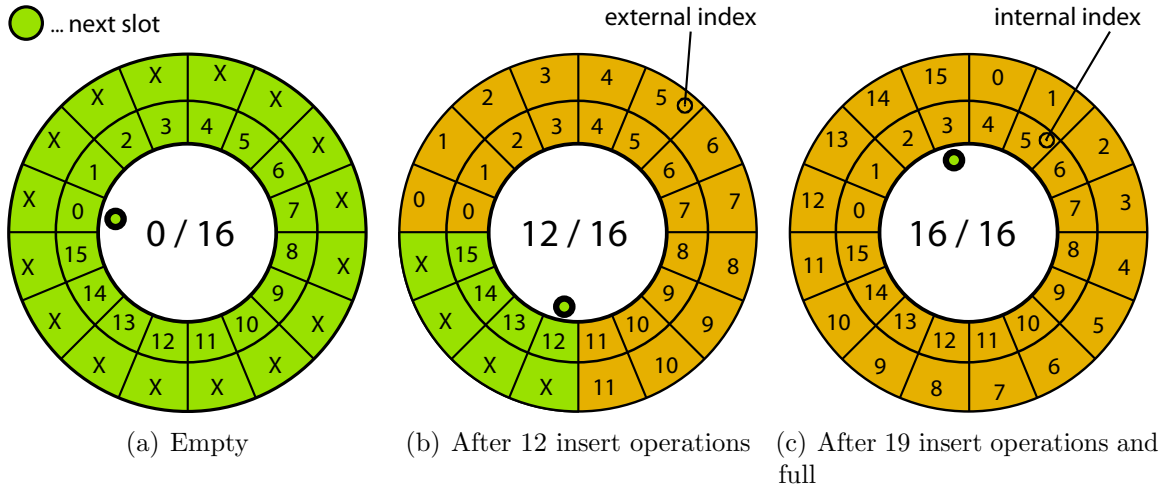 ... next slot
external index
internal index
X X X X X X X X X X X X X X X X
0 1 2 3 4 5 6 7 8 9 10 11 12 13 14 15
0 / 16
0 1 2 3 4 5 6 7 8 9 10 11 X X X X
0 1 2 3 4 5 6 7 8 9 10 11 12 13 14 15
12 / 16
12 13 14 15 0 1 2 3 4 5 6 7 8 9 10 11
0 1 2 3 4 5 6 7 8 9 10 11 12 13 14 15
16 / 16
(a) Empty
(b) After 12 insert operations
(c) After 19 insert operations and
full